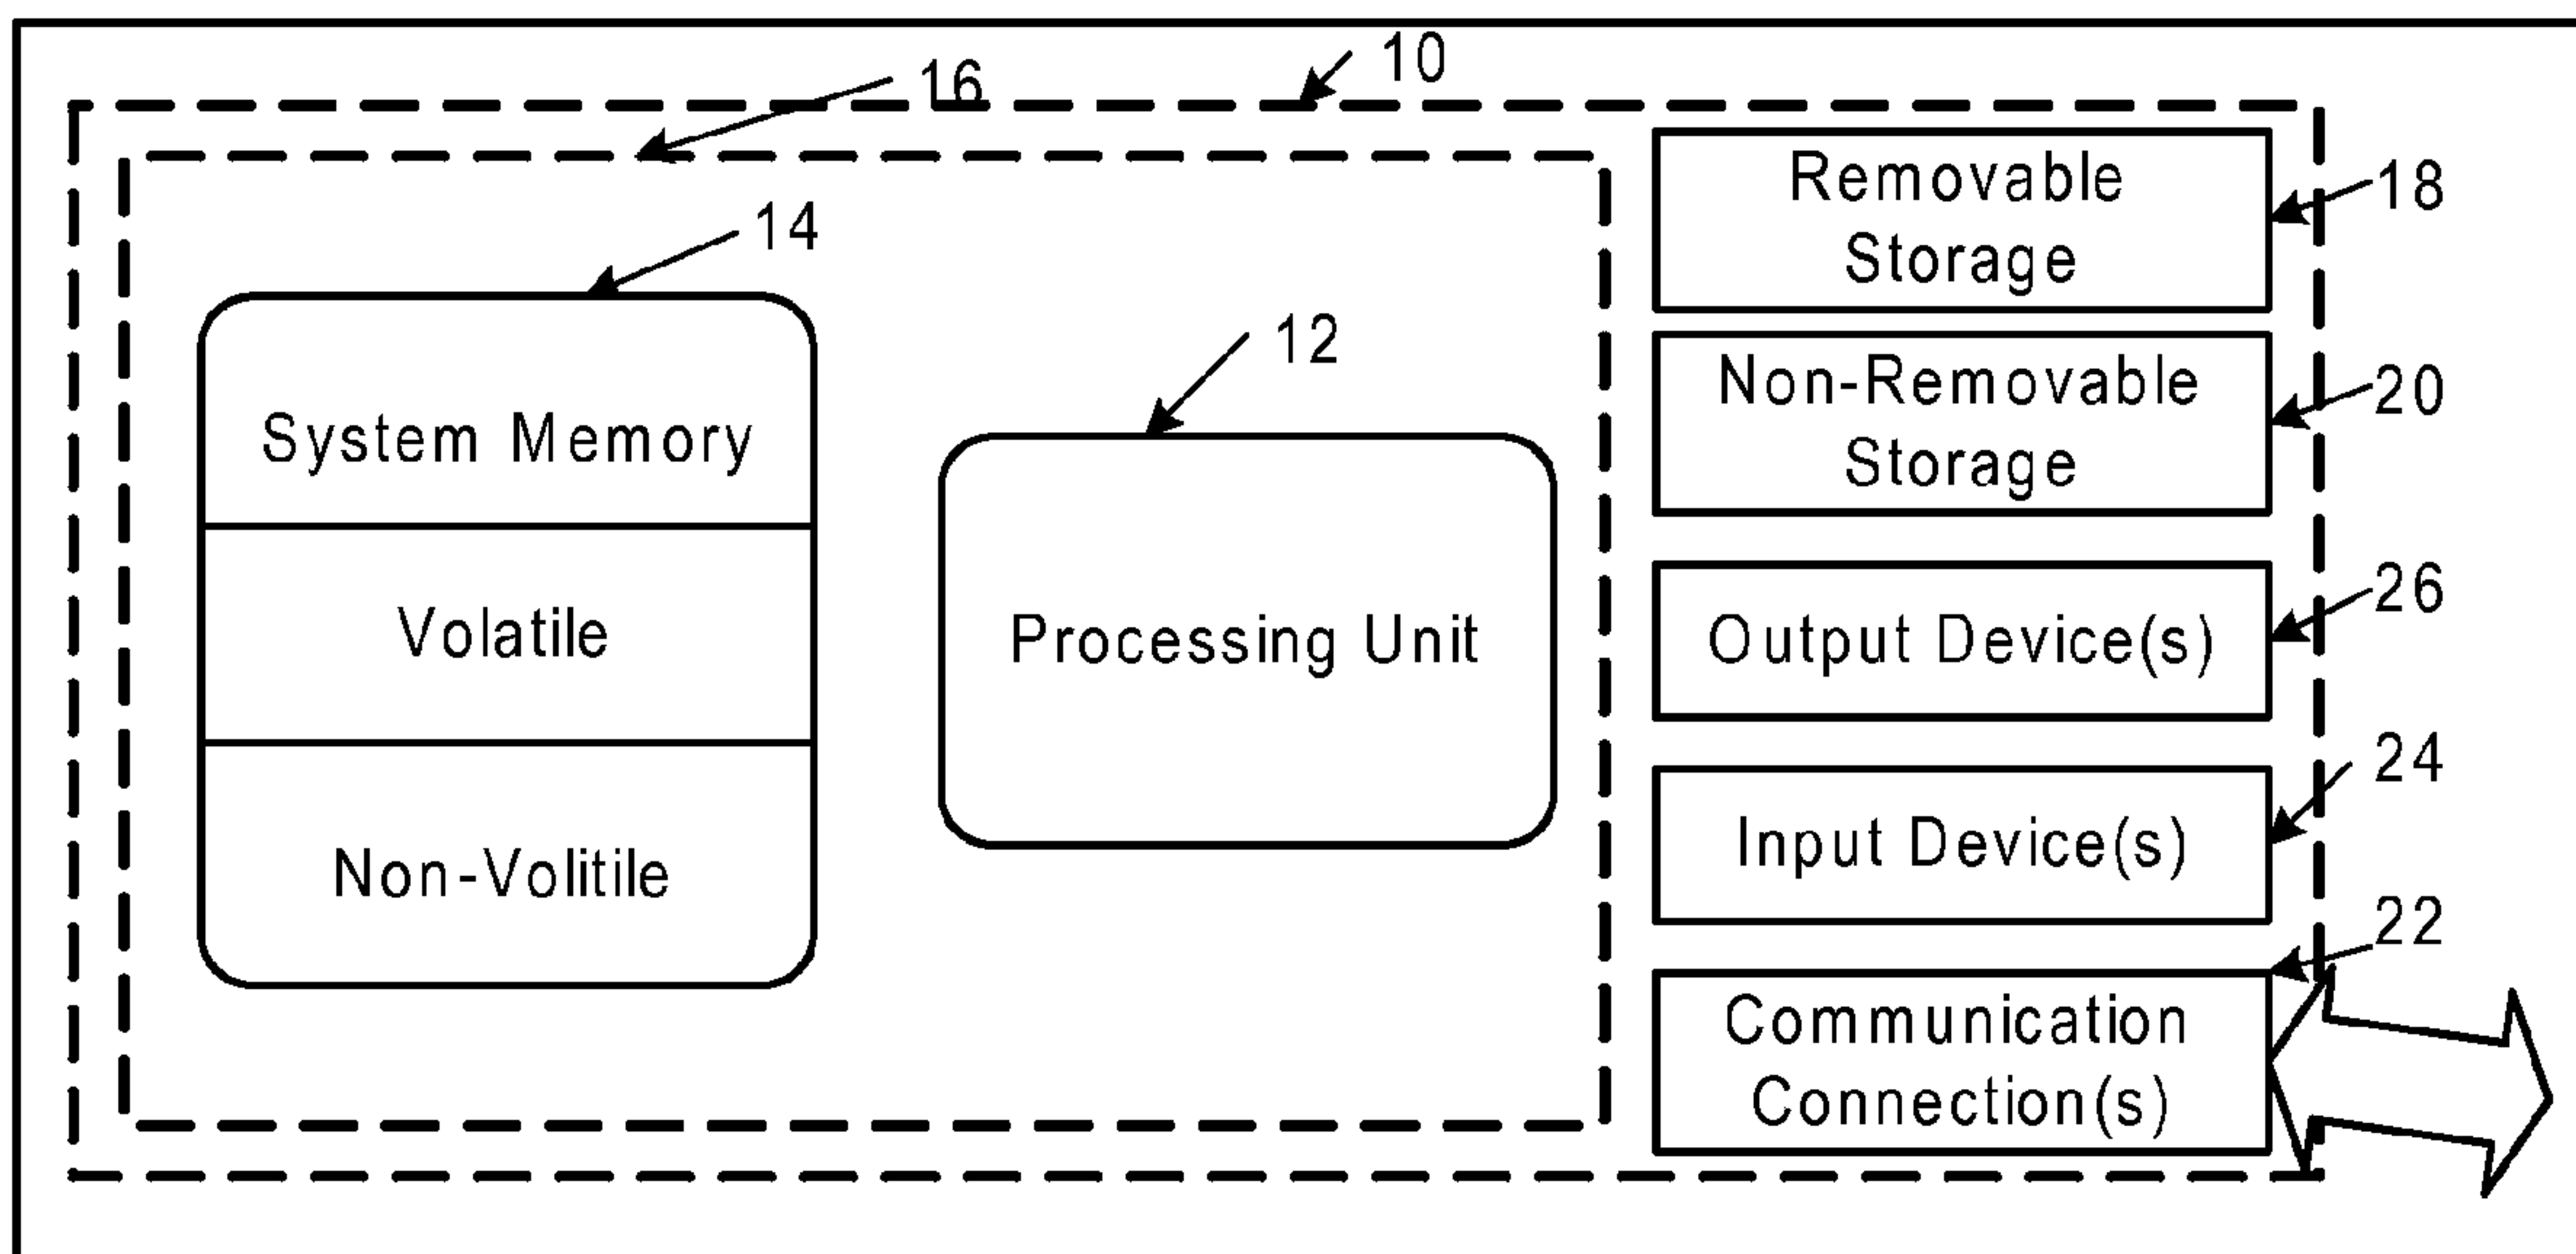 10
16
Removable
Storage
18
14
12
Non-Removable
Storage
20
System Memory
Volatile
Non-Volitile
Processing Unit
Output Device(s)
26
Input Device(s)
24
22
Communication
Connection(s)